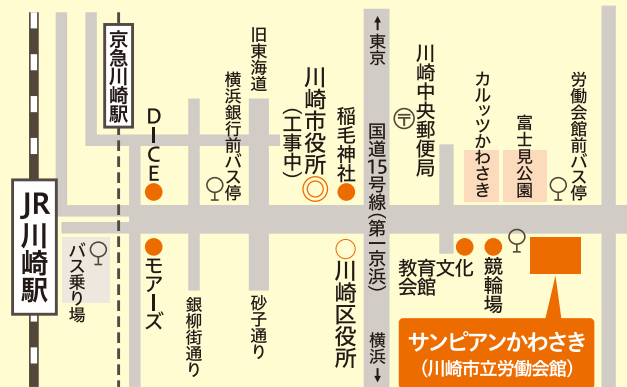 JR川崎駅
京急川崎駅
バス乗り場
DICE
モアーズ
銀柳街通り
横浜銀行前バス停
旧東海道
砂子通り
川崎市役所
(工事中)
稲毛神社
川崎区役所
↑東京
国道15号線(第一京浜)
横浜↓
川崎中央郵便局
〒
カルッツかわさき
富士見公園
労働会館前バス停
教育文化
会館
競輪場
サンピアンかわさき
(川崎市立労働会館)